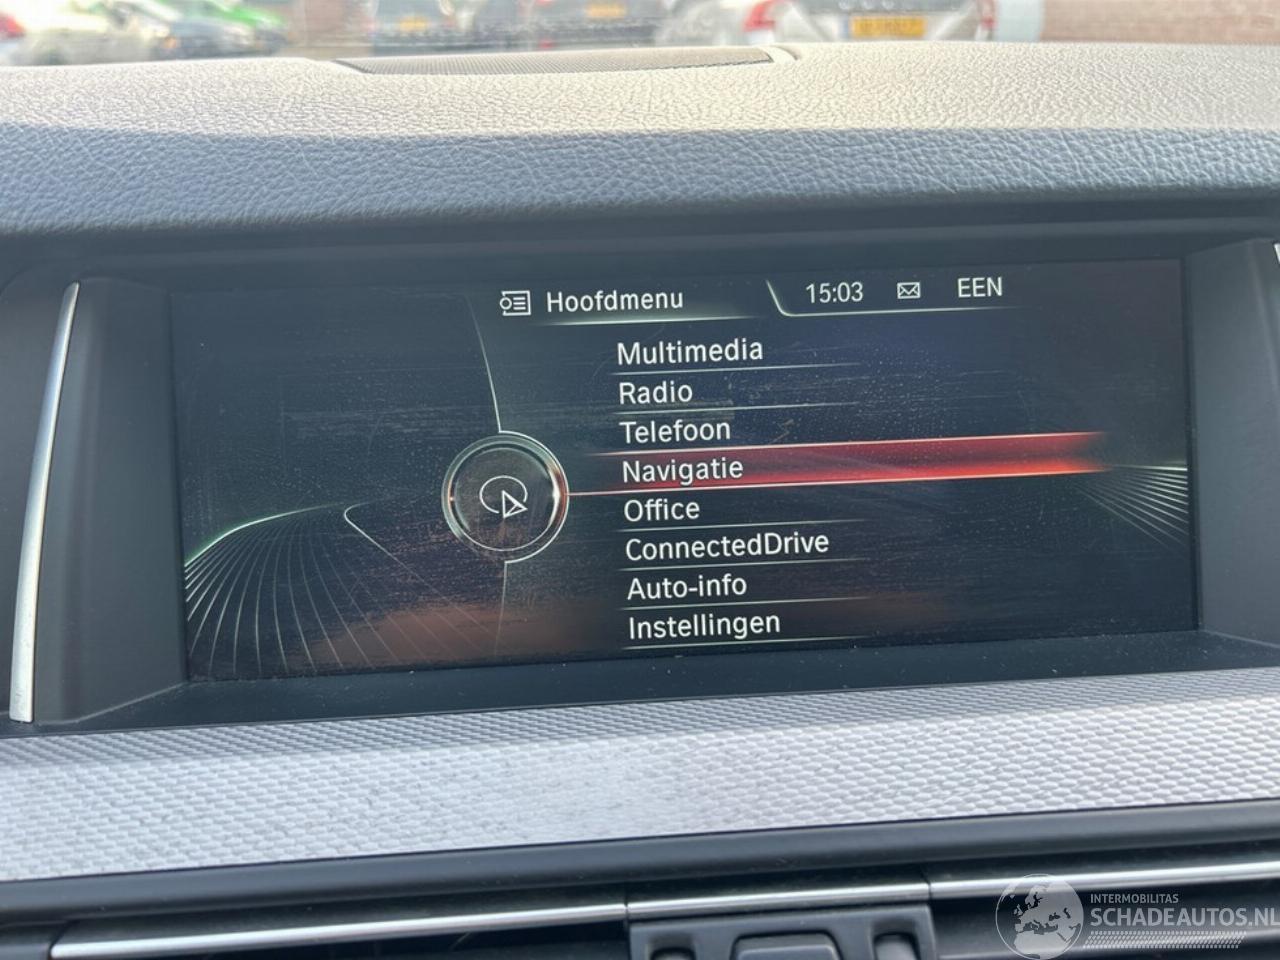 Hoofdmenu 15:03 EEN
Multimedia
Radio
Telefoon
Navigatie
Office
ConnectedDrive
Auto-info
Instellingen
INTERMOBILITAS
SCHADEAUTOS.NL